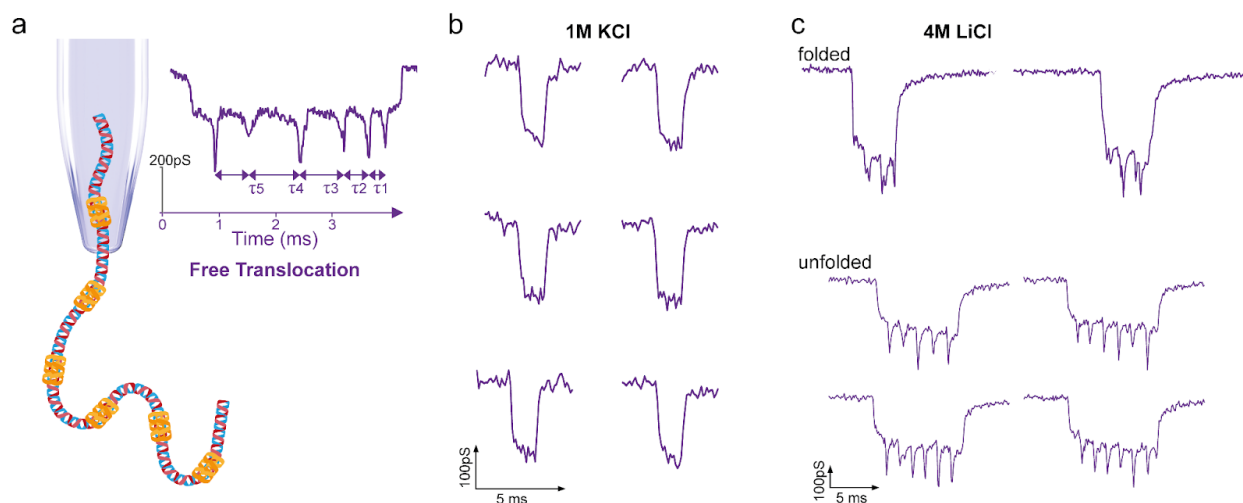 a
200pS
τ5
τ4
τ3
τ2
τ1
0
1
2
3
Time (ms)
Free Translocation
b
1M KCl
100pS
5 ms
c
4M LiCl
folded
unfolded
100pS
5 ms